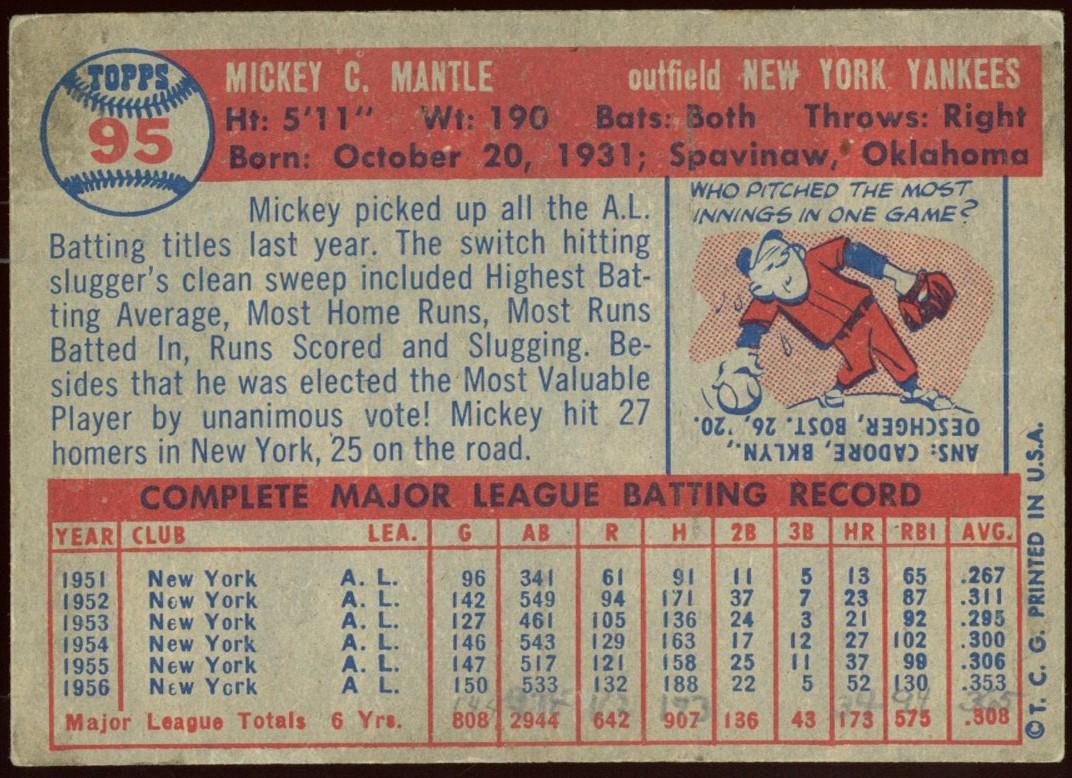 TOPPS
95
MICKEY C. MANTLE outfield NEW YORK YANKEES
Ht: 5'11" Wt: 190 Bats: Both Throws: Right
Born: October 20, 1931; Spavinaw, Oklahoma
Mickey picked up all the A.L.
Batting titles last year. The switch hitting
slugger's clean sweep included Highest Bat-
ting Average, Most Home Runs, Most Runs
Batted In, Runs Scored and Slugging. Be-
sides that he was elected the Most Valuable
Player by unanimous vote! Mickey hit 27
homers in New York, 25 on the road.
WHO PITCHED THE MOST
INNINGS IN ONE GAME?
ANS: CADORE, BKLYN.,
OESCHGER, BOST. 26, '20.
COMPLETE MAJOR LEAGUE BATTING RECORD
YEAR CLUB LEA. G AB R H 2B 3B HR RBI AVG.
1951 New York A. L. 96 341 61 91 11 5 13 65 .267
1952 New York A. L. 142 549 94 171 37 7 23 87 .311
1953 New York A. L. 127 461 105 136 24 3 21 92 .295
1954 New York A. L. 146 543 129 163 17 12 27 102 .300
1955 New York A. L. 147 517 121 158 25 11 37 99 .306
1956 New York A L. 150 533 132 188 22 5 52 130 .353
Major League Totals 6 Yrs. 808 2944 642 907 136 43 173 575 .308
© T. C. G. PRINTED IN U.S.A.